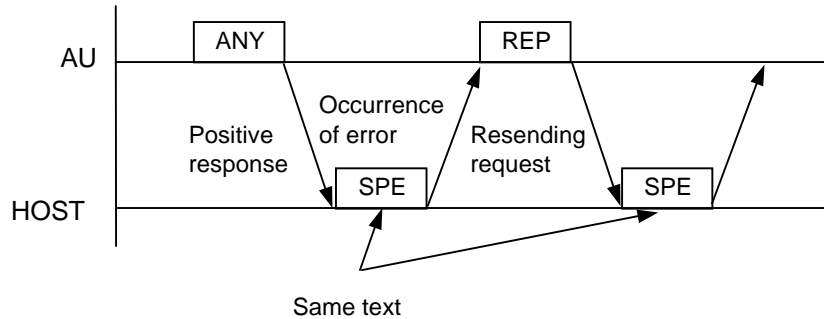 ANY
REP
AU
Occurrence
of error
Positive
response
Resending
request
SPE
SPE
HOST
Same text